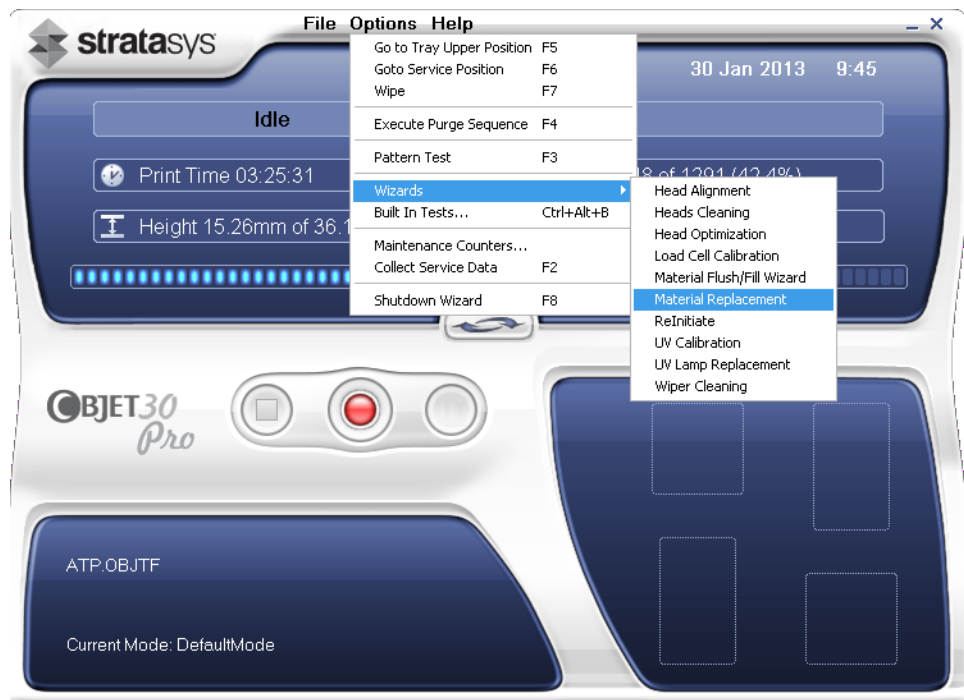 File Options Help
stratasys
30 Jan 2013 9:45
Go to Tray Upper Position F5
Goto Service Position F6
Wipe F7
Execute Purge Sequence F4
Pattern Test F3
Wizards
Built In Tests... Ctrl+Alt+B
Maintenance Counters...
Collect Service Data F2
Shutdown Wizard F8
Head Alignment
Heads Cleaning
Head Optimization
Load Cell Calibration
Material Flush/Fill Wizard
Material Replacement
ReInitiate
UV Calibration
UV Lamp Replacement
Wiper Cleaning
Idle
Print Time 03:25:31
of 1291 (42.4%)
Height 15.26mm of 36.1
OBJET30
Pro
ATP.OBJTF
Current Mode: DefaultMode